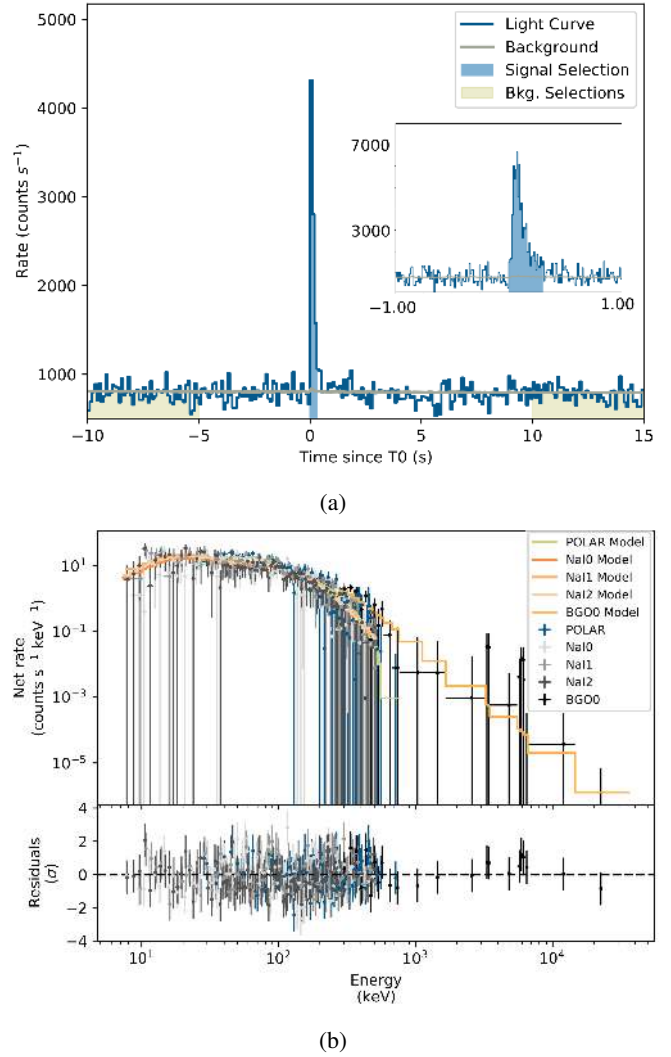 5000
4000
3000
2000
1000
Rate (counts s⁻¹)
Light Curve
Background
Signal Selection
Bkg. Selections
7000
3000
−1.00
1.00
−10
−5
0
5
10
15
Time since T0 (s)
(a)
10¹
10⁻¹
10⁻³
10⁻⁵
Net rate
(counts s⁻¹ keV⁻¹)
POLAR Model
NaI0 Model
NaI1 Model
NaI2 Model
BGO0 Model
POLAR
NaI0
NaI1
NaI2
BGO0
4
2
0
−2
−4
Residuals
(σ)
10¹
10²
10³
10⁴
Energy
(keV)
(b)